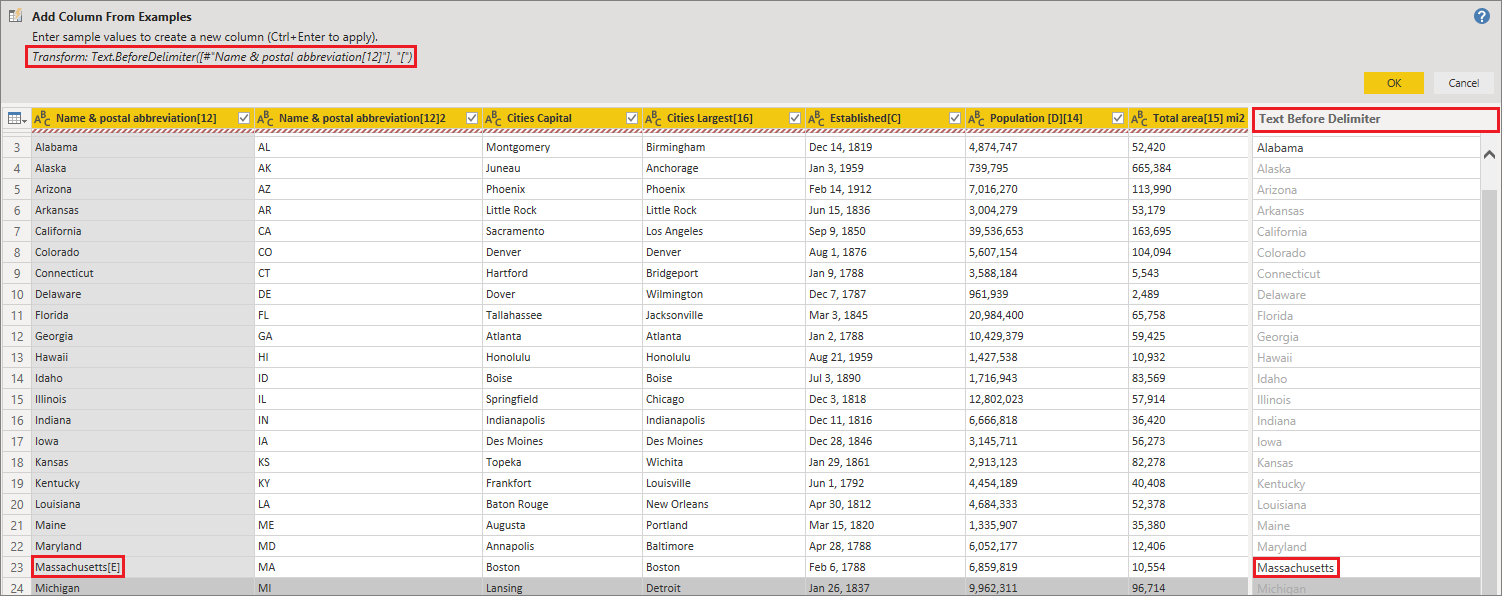 Add Column From Examples
?
Enter sample values to create a new column (Ctrl+Enter to apply).
Transform: Text.BeforeDelimiter([#"Name & postal abbreviation[12]"], "[")
OK Cancel
ABC Name & postal abbreviation[12] ABC Name & postal abbreviation[12]2 ABC Cities Capital ABC Cities Largest[16] ABC Established[C] ABC Population [D][14] ABC Total area[15] mi2 Text Before Delimiter
3 Alabama AL Montgomery Birmingham Dec 14, 1819 4,874,747 52,420 Alabama
4 Alaska AK Juneau Anchorage Jan 3, 1959 739,795 665,384 Alaska
5 Arizona AZ Phoenix Phoenix Feb 14, 1912 7,016,270 113,990 Arizona
6 Arkansas AR Little Rock Little Rock Jun 15, 1836 3,004,279 53,179 Arkansas
7 California CA Sacramento Los Angeles Sep 9, 1850 39,536,653 163,695 California
8 Colorado CO Denver Denver Aug 1, 1876 5,607,154 104,094 Colorado
9 Connecticut CT Hartford Bridgeport Jan 9, 1788 3,588,184 5,543 Connecticut
10 Delaware DE Dover Wilmington Dec 7, 1787 961,939 2,489 Delaware
11 Florida FL Tallahassee Jacksonville Mar 3, 1845 20,984,400 65,758 Florida
12 Georgia GA Atlanta Atlanta Jan 2, 1788 10,429,379 59,425 Georgia
13 Hawaii HI Honolulu Honolulu Aug 21, 1959 1,427,538 10,932 Hawaii
14 Idaho ID Boise Boise Jul 3, 1890 1,716,943 83,569 Idaho
15 Illinois IL Springfield Chicago Dec 3, 1818 12,802,023 57,914 Illinois
16 Indiana IN Indianapolis Indianapolis Dec 11, 1816 6,666,818 36,420 Indiana
17 Iowa IA Des Moines Des Moines Dec 28, 1846 3,145,711 56,273 Iowa
18 Kansas KS Topeka Wichita Jan 29, 1861 2,913,123 82,278 Kansas
19 Kentucky KY Frankfort Louisville Jun 1, 1792 4,454,189 40,408 Kentucky
20 Louisiana LA Baton Rouge New Orleans Apr 30, 1812 4,684,333 52,378 Louisiana
21 Maine ME Augusta Portland Mar 15, 1820 1,335,907 35,380 Maine
22 Maryland MD Annapolis Baltimore Apr 28, 1788 6,052,177 12,406 Maryland
23 Massachusetts[E] MA Boston Boston Feb 6, 1788 6,859,819 10,554 Massachusetts
24 Michigan MI Lansing Detroit Jan 26, 1837 9,962,311 96,714 Michigan